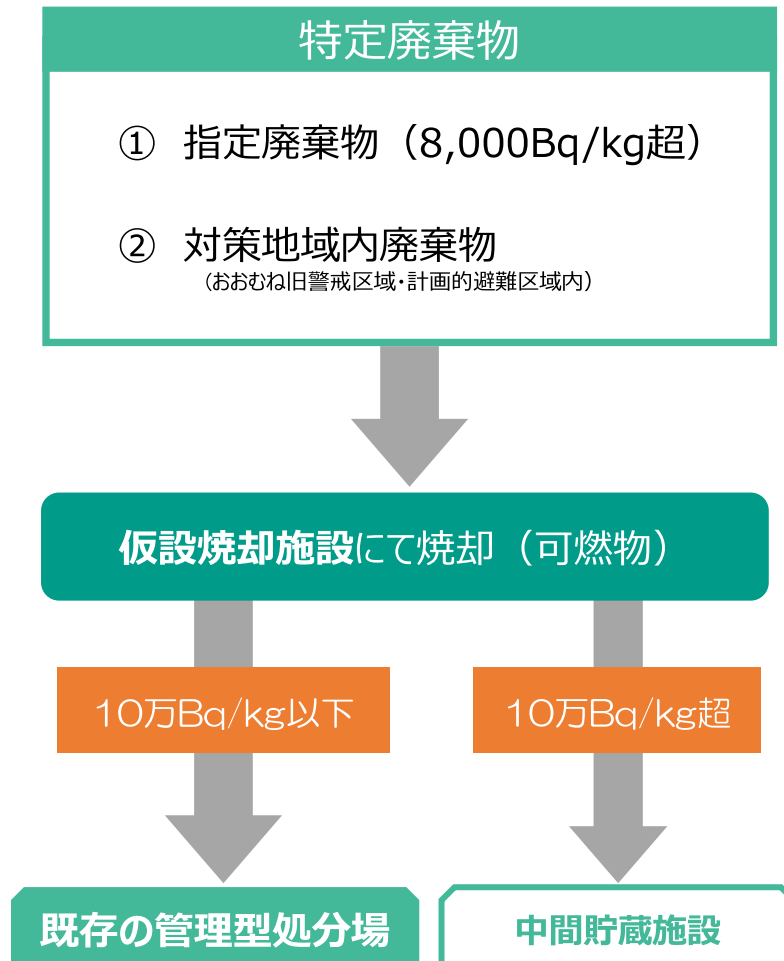 特定廃棄物
① 指定廃棄物（8,000Bq/kg超）
② 対策地域内廃棄物
（おおむね旧警戒区域・計画的避難区域内）
仮設焼却施設にて焼却（可燃物）
10万Bq/kg以下
10万Bq/kg超
既存の管理型処分場
中間貯蔵施設